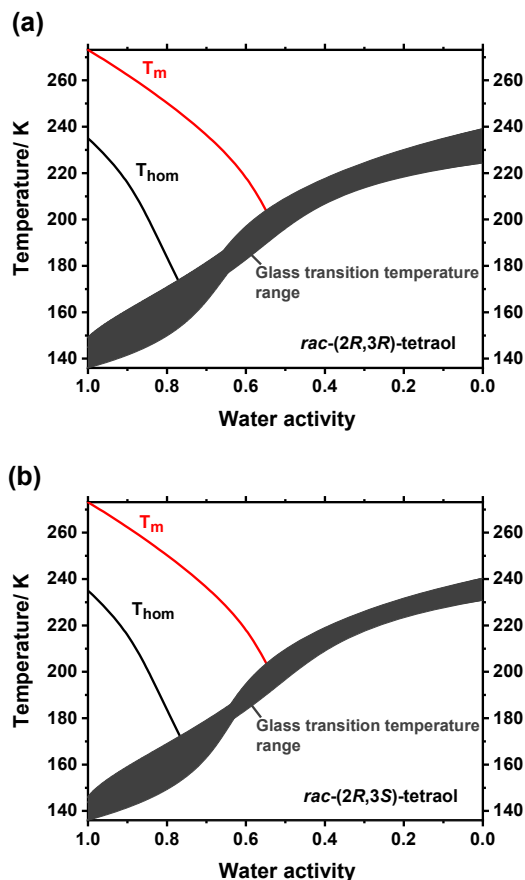 (a)
T_m
T_hom
Temperature/ K
260
240
220
200
180
160
140
260
240
220
200
180
160
140
Glass transition temperature
range
rac-(2R,3R)-tetraol
1.0 0.8 0.6 0.4 0.2 0.0
Water activity
(b)
T_m
T_hom
Temperature/ K
260
240
220
200
180
160
140
260
240
220
200
180
160
140
Glass transition temperature
range
rac-(2R,3S)-tetraol
1.0 0.8 0.6 0.4 0.2 0.0
Water activity